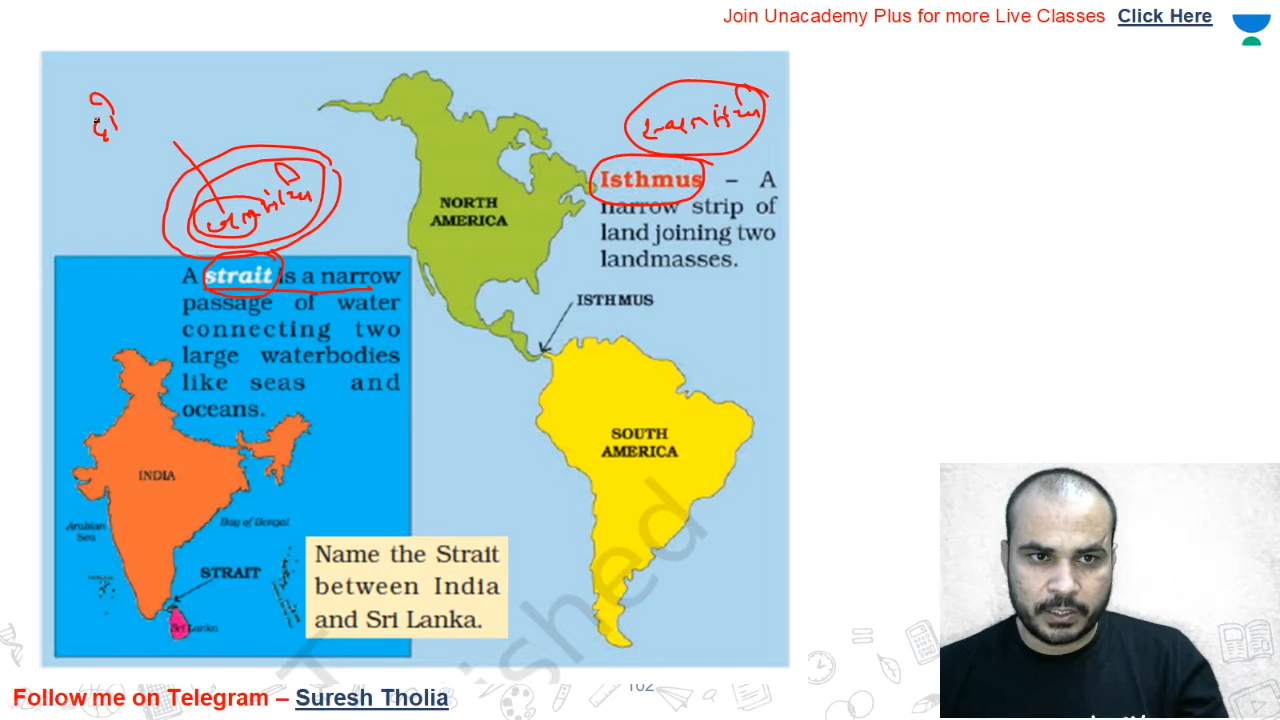 Join Unacademy Plus for more Live Classes Click Here
Isthmus – A
narrow strip of
land joining two
landmasses.
NORTH
AMERICA
ISTHMUS
A strait is a narrow
passage of water
connecting two
large waterbodies
like seas and
oceans.
SOUTH
AMERICA
INDIA
Arabian
Sea
Bay of Bengal
STRAIT
Sri Lanka
Name the Strait
between India
and Sri Lanka.
102
Follow me on Telegram – Suresh Tholia